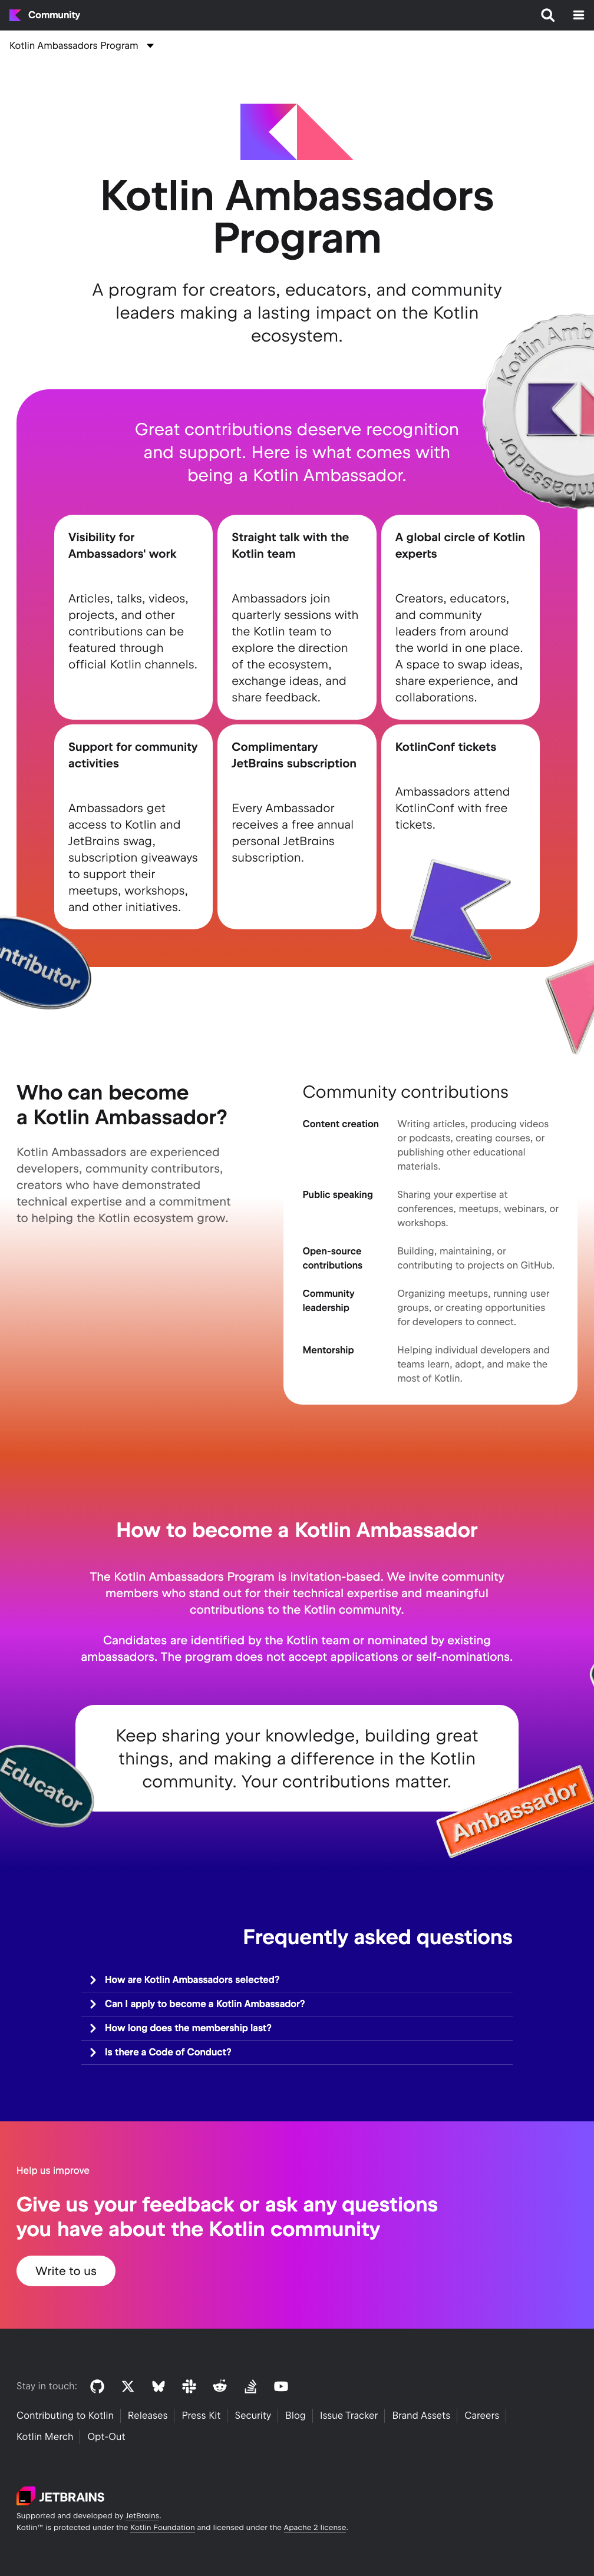 Community
Kotlin Ambassadors Program
Kotlin Ambassadors
Program
A program for creators, educators, and community
leaders making a lasting impact on the Kotlin
ecosystem.
Kotlin Amb
Ambassador
mbass
Great contributions deserve recognition
and support. Here is what comes with
being a Kotlin Ambassador.
Visibility for
Ambassadors' work
Articles, talks, videos,
projects, and other
contributions can be
featured through
official Kotlin channels.
Straight talk with the
Kotlin team
Ambassadors join
quarterly sessions with
the Kotlin team to
explore the direction
of the ecosystem,
exchange ideas, and
share feedback.
A global circle of Kotlin
experts
Creators, educators,
and community
leaders from around
the world in one place.
A space to swap ideas,
share experience, and
collaborations.
Support for community
activities
Ambassadors get
access to Kotlin and
JetBrains swag,
subscription giveaways
to support their
meetups, workshops,
and other initiatives.
Complimentary
JetBrains subscription
Every Ambassador
receives a free annual
personal JetBrains
subscription.
KotlinConf tickets
Ambassadors attend
KotlinConf with free
tickets.
ntributor
Who can become
a Kotlin Ambassador?
Kotlin Ambassadors are experienced
developers, community contributors,
creators who have demonstrated
technical expertise and a commitment
to helping the Kotlin ecosystem grow.
Community contributions
Content creation
Writing articles, producing videos
or podcasts, creating courses, or
publishing other educational
materials.
Public speaking
Sharing your expertise at
conferences, meetups, webinars, or
workshops.
Open-source
contributions
Building, maintaining, or
contributing to projects on GitHub.
Community
leadership
Organizing meetups, running user
groups, or creating opportunities
for developers to connect.
Mentorship
Helping individual developers and
teams learn, adopt, and make the
most of Kotlin.
How to become a Kotlin Ambassador
The Kotlin Ambassadors Program is invitation-based. We invite community
members who stand out for their technical expertise and meaningful
contributions to the Kotlin community.
Candidates are identified by the Kotlin team or nominated by existing
ambassadors. The program does not accept applications or self-nominations.
Keep sharing your knowledge, building great
things, and making a difference in the Kotlin
community. Your contributions matter.
Educator
Ambassador
Frequently asked questions
How are Kotlin Ambassadors selected?
Can I apply to become a Kotlin Ambassador?
How long does the membership last?
Is there a Code of Conduct?
Help us improve
Give us your feedback or ask any questions
you have about the Kotlin community
Write to us
Stay in touch:
Contributing to Kotlin Releases Press Kit Security Blog Issue Tracker Brand Assets Careers
Kotlin Merch Opt-Out
JETBRAINS
Supported and developed by JetBrains.
Kotlin™ is protected under the Kotlin Foundation and licensed under the Apache 2 license.